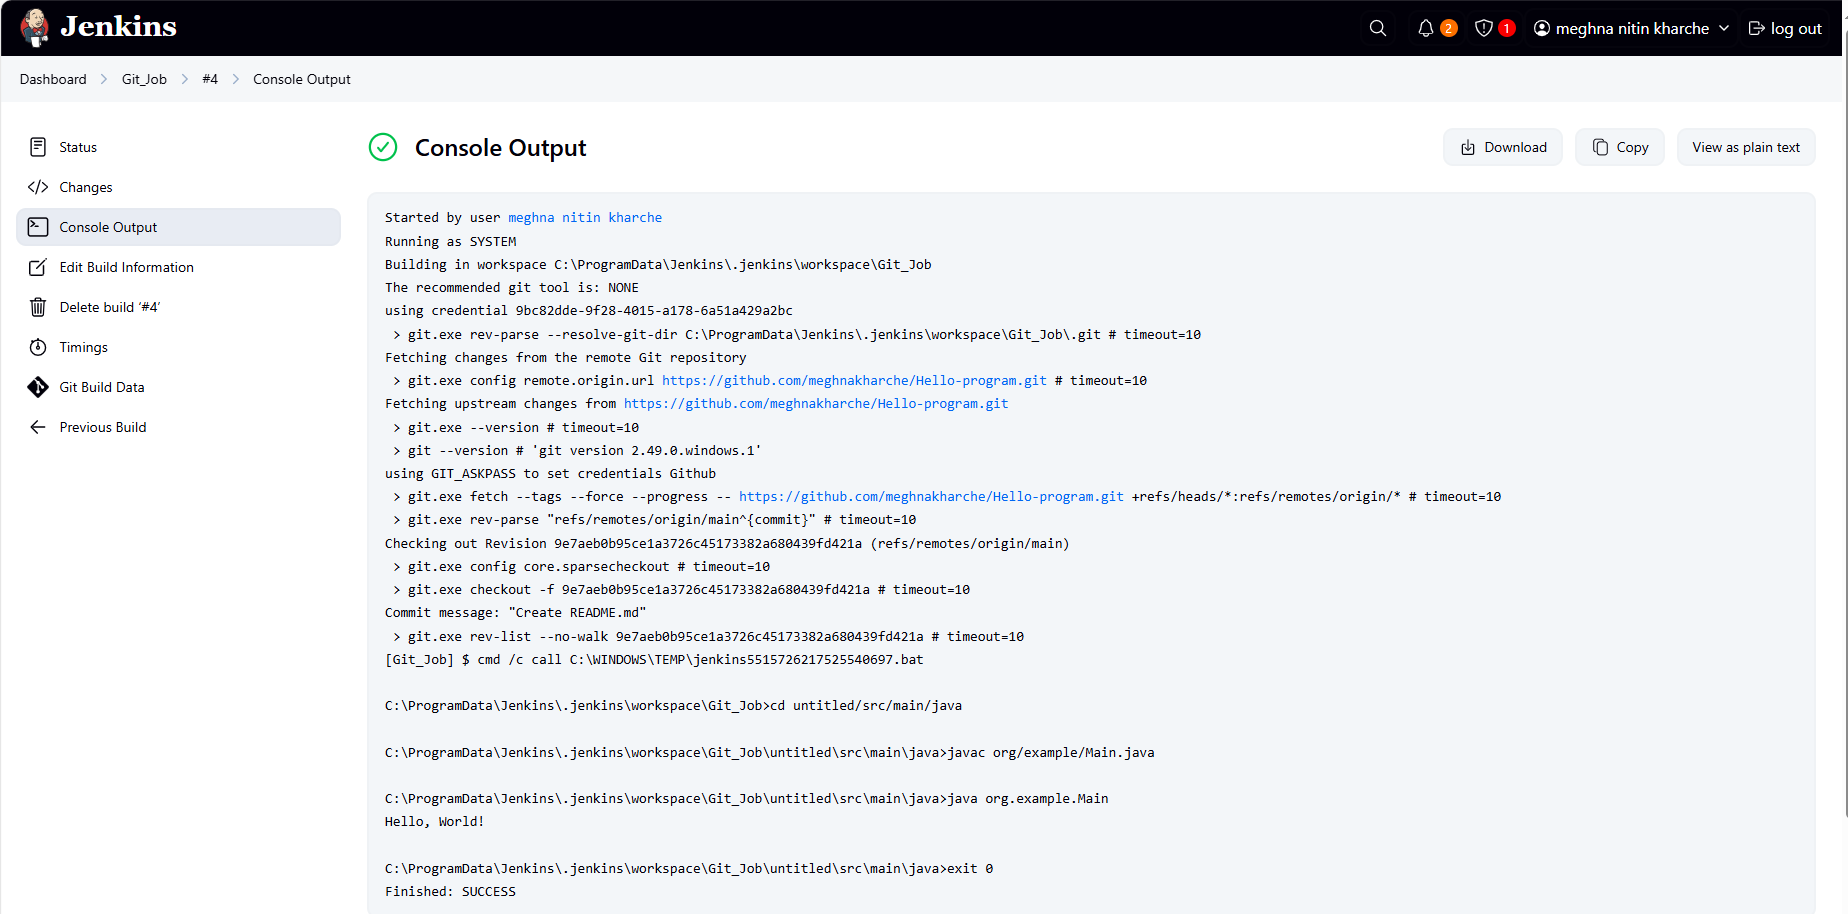 Jenkins
2
1
meghna nitin kharche
log out
Dashboard > Git_Job > #4 > Console Output
Status
Changes
Console Output
Edit Build Information
Delete build ‘#4’
Timings
Git Build Data
Previous Build
Console Output
Download
Copy
View as plain text
Started by user meghna nitin kharche
Running as SYSTEM
Building in workspace C:\ProgramData\Jenkins\.jenkins\workspace\Git_Job
The recommended git tool is: NONE
using credential 9bc82dde-9f28-4015-a178-6a51a429a2bc
 > git.exe rev-parse --resolve-git-dir C:\ProgramData\Jenkins\.jenkins\workspace\Git_Job\.git # timeout=10
Fetching changes from the remote Git repository
 > git.exe config remote.origin.url https://github.com/meghnakharche/Hello-program.git # timeout=10
Fetching upstream changes from https://github.com/meghnakharche/Hello-program.git
 > git.exe --version # timeout=10
 > git --version # 'git version 2.49.0.windows.1'
using GIT_ASKPASS to set credentials Github
 > git.exe fetch --tags --force --progress -- https://github.com/meghnakharche/Hello-program.git +refs/heads/*:refs/remotes/origin/* # timeout=10
 > git.exe rev-parse "refs/remotes/origin/main^{commit}" # timeout=10
Checking out Revision 9e7aeb0b95ce1a3726c45173382a680439fd421a (refs/remotes/origin/main)
 > git.exe config core.sparsecheckout # timeout=10
 > git.exe checkout -f 9e7aeb0b95ce1a3726c45173382a680439fd421a # timeout=10
Commit message: "Create README.md"
 > git.exe rev-list --no-walk 9e7aeb0b95ce1a3726c45173382a680439fd421a # timeout=10
[Git_Job] $ cmd /c call C:\WINDOWS\TEMP\jenkins5515726217525540697.bat
C:\ProgramData\Jenkins\.jenkins\workspace\Git_Job>cd untitled/src/main/java
C:\ProgramData\Jenkins\.jenkins\workspace\Git_Job\untitled\src\main\java>javac org/example/Main.java
C:\ProgramData\Jenkins\.jenkins\workspace\Git_Job\untitled\src\main\java>java org.example.Main
Hello, World!
C:\ProgramData\Jenkins\.jenkins\workspace\Git_Job\untitled\src\main\java>exit 0
Finished: SUCCESS